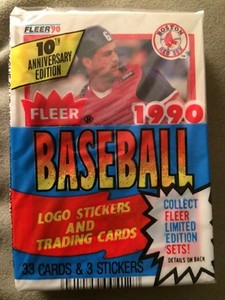 FLEER'90
10TH
ANNIVERSARY
EDITION
BOSTON
RED SOX
FLEER
1990
BASEBALL
LOGO STICKERS
AND
TRADING CARDS
COLLECT
FLEER
LIMITED
EDITION
SETS!
DETAILS ON BACK
33 CARDS & 3 STICKERS